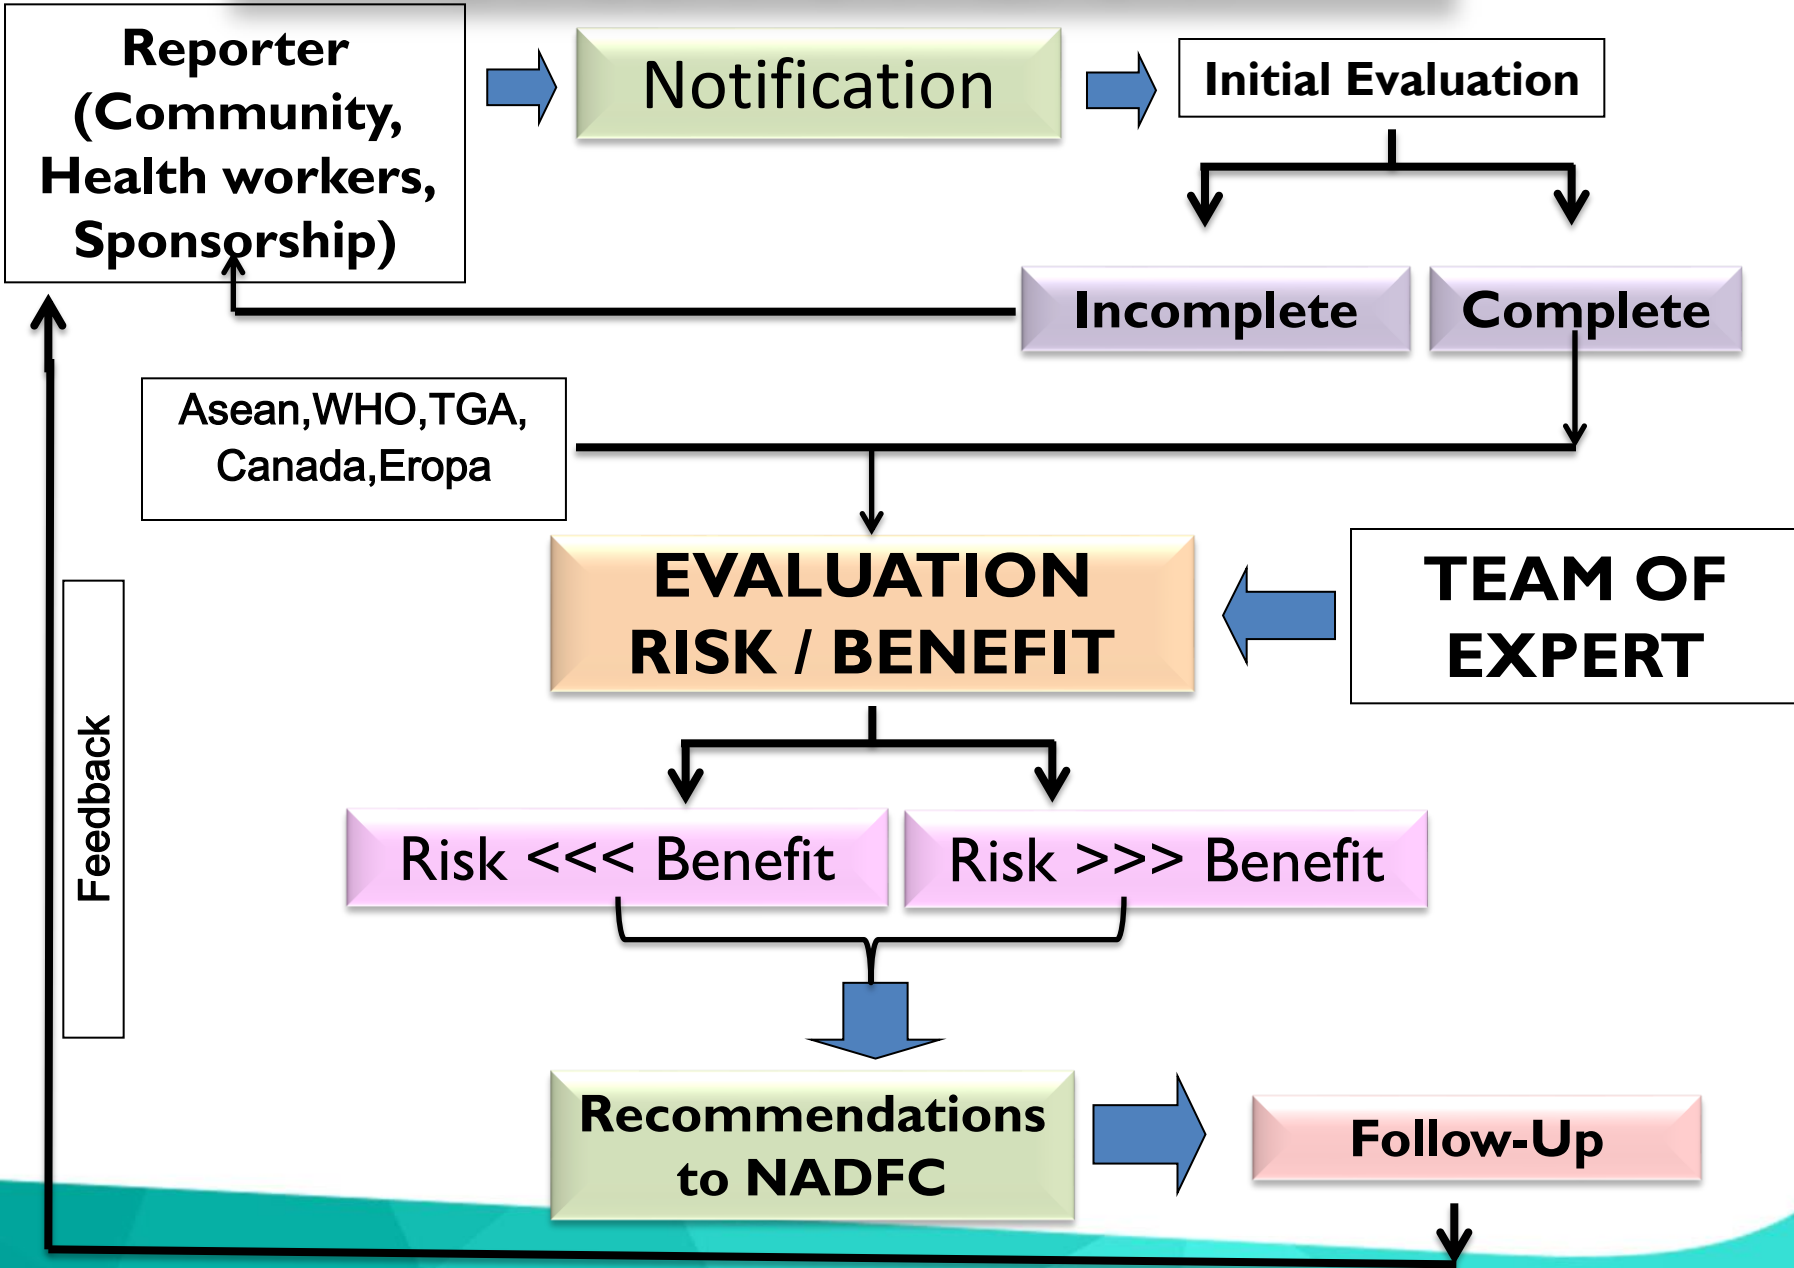 Reporter
(Community,
Health workers,
Sponsorship)
Notification
Initial Evaluation
Incomplete
Complete
Asean,WHO,TGA,
Canada,Eropa
EVALUATION
RISK / BENEFIT
TEAM OF
EXPERT
Feedback
Risk <<< Benefit
Risk >>> Benefit
Recommendations
to NADFC
Follow-Up